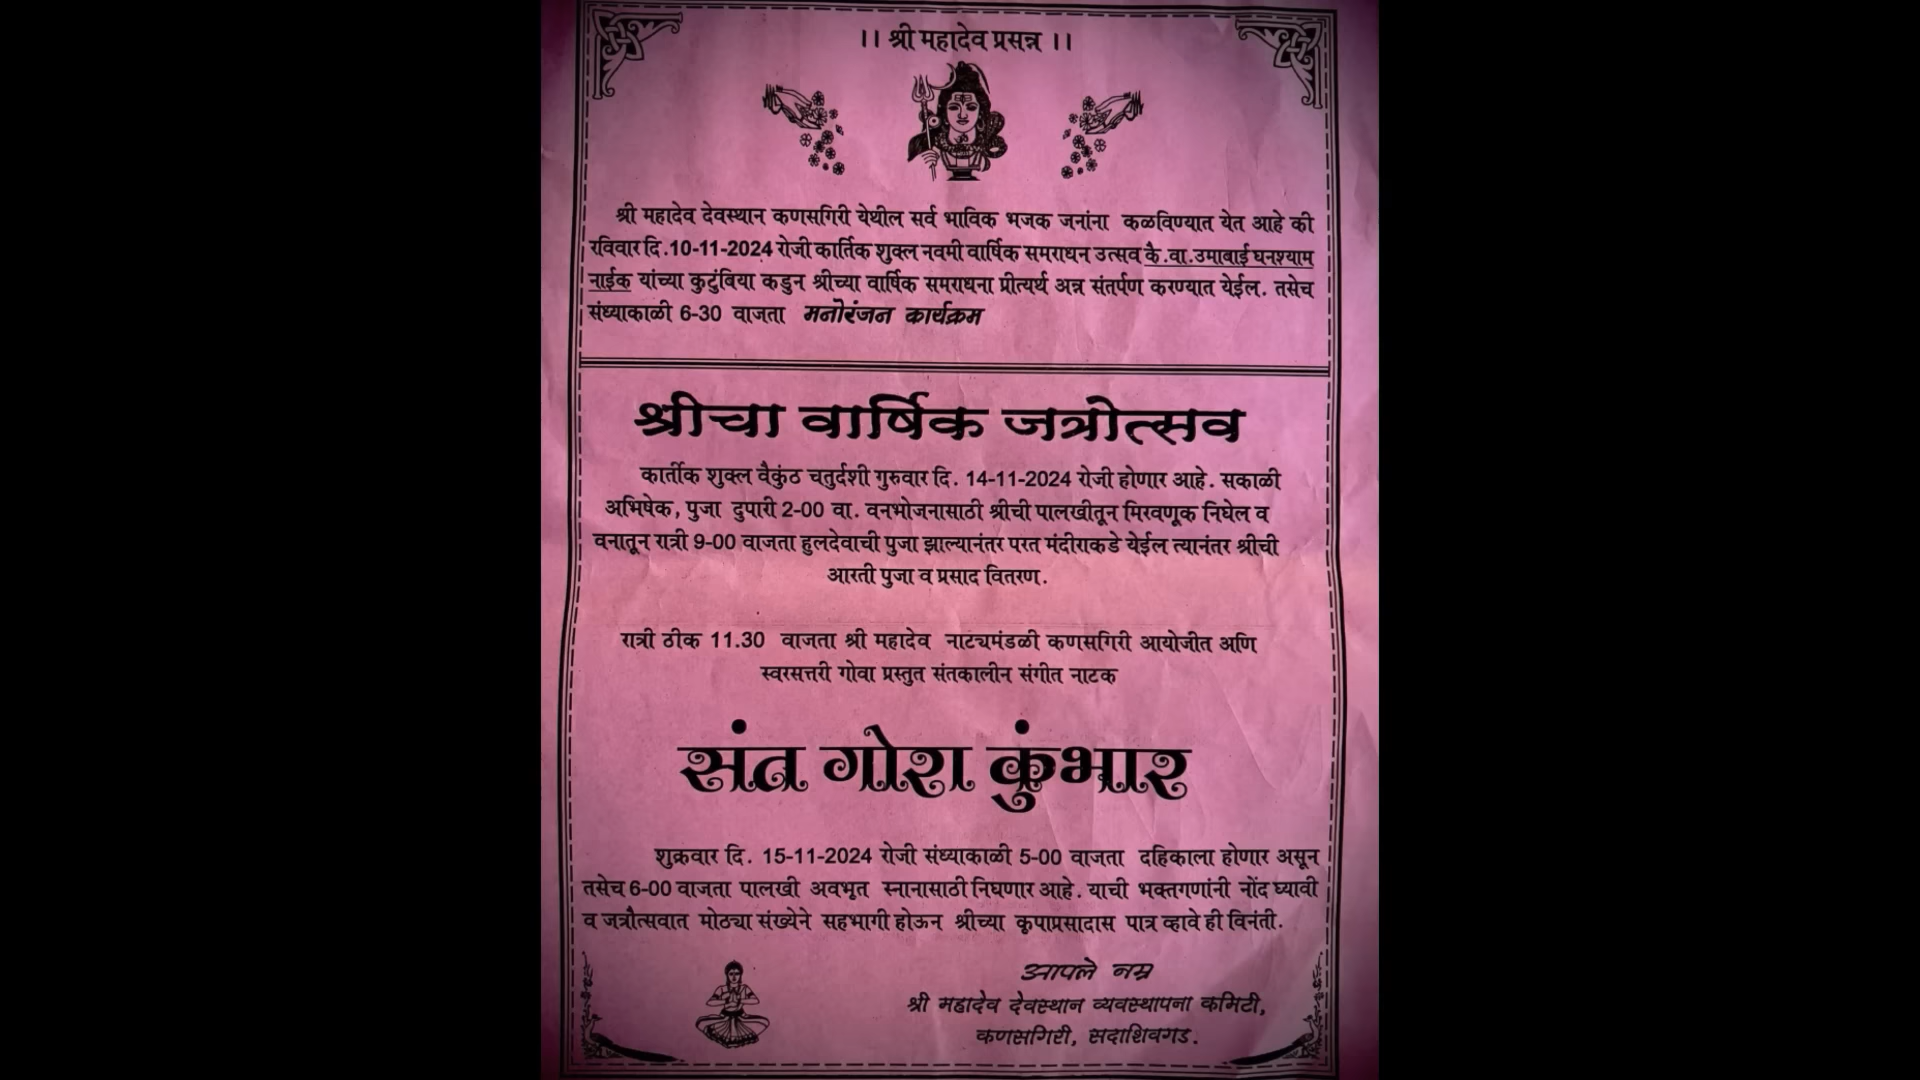 ।। श्री महादेव प्रसन्न ।।
श्री महादेव देवस्थान कणसगिरी येथील सर्व भाविक भजक जनांना कळविण्यात येत आहे की
रविवार दि.10-11-2024 रोजी कार्तिक शुक्ल नवमी वार्षिक समराधन उत्सव कै.वा.उमाबाई घनश्याम
नाईक यांच्या कुटुंबिया कडुन श्रीच्या वार्षिक समराधना प्रीत्यर्थ अन्न संतर्पण करण्यात येईल. तसेच
संध्याकाळी 6-30 वाजता मनोरंजन कार्यक्रम
श्रीचा वार्षिक जत्रोत्सव
कार्तीक शुक्ल वैकुंठ चतुर्दशी गुरुवार दि. 14-11-2024 रोजी होणार आहे. सकाळी
अभिषेक, पुजा दुपारी 2-00 वा. वनभोजनासाठी श्रीची पालखीतून मिरवणूक निघेल व
वनातून रात्री 9-00 वाजता हुलदेवाची पुजा झाल्यानंतर परत मंदीराकडे येईल त्यानंतर श्रीची
आरती पुजा व प्रसाद वितरण.
रात्री ठीक 11.30 वाजता श्री महादेव नाट्यमंडळी कणसगिरी आयोजीत अणि
स्वरसत्तरी गोवा प्रस्तुत संतकालीन संगीत नाटक
संत गोरा कुंभार
शुक्रवार दि. 15-11-2024 रोजी संध्याकाळी 5-00 वाजता दहिकाला होणार असून
तसेच 6-00 वाजता पालखी अवभृत स्नानासाठी निघणार आहे. याची भक्तगणांनी नोंद घ्यावी
व जत्रौत्सवात मोठ्या संख्येने सहभागी होऊन श्रीच्या कृपाप्रसादास पात्र व्हावे ही विनंती.
आपले नम्र
श्री महादेव देवस्थान व्यवस्थापना कमिटी,
कणसगिरी, सदाशिवगड.